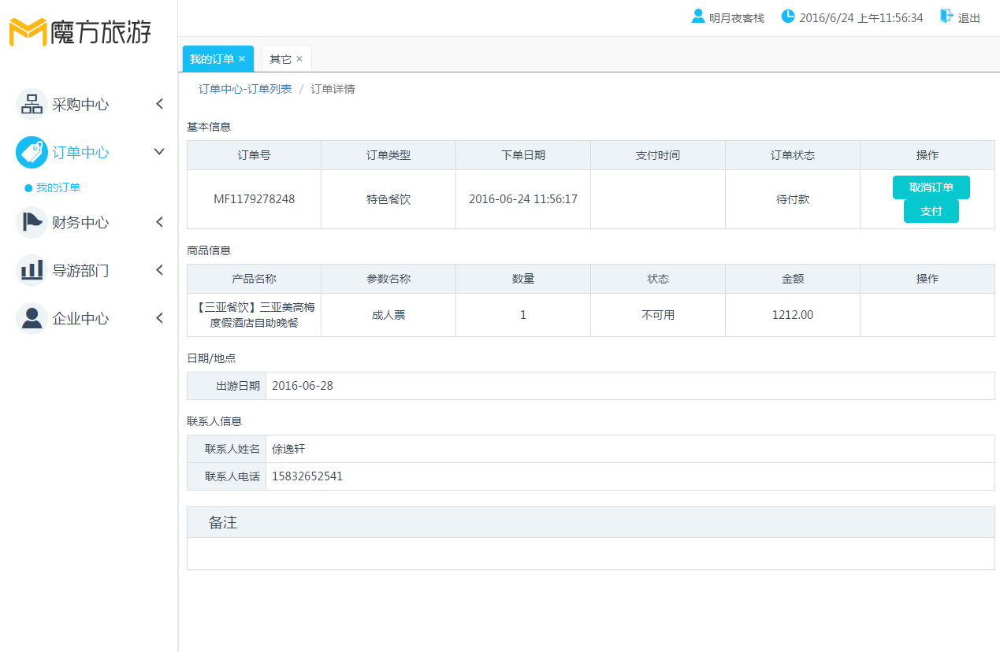 魔方旅游
明月夜客栈 2016/6/24 上午11:56:34 退出
我的订单 × 其它 ×
订单中心-订单列表 / 订单详情
采购中心
订单中心
我的订单
财务中心
导游部门
企业中心
基本信息
订单号 订单类型 下单日期 支付时间 订单状态 操作
MF1179278248 特色餐饮 2016-06-24 11:56:17 待付款 取消订单
支付
商品信息
产品名称 参数名称 数量 状态 金额 操作
【三亚餐饮】三亚美高梅
度假酒店自助晚餐 成人票 1 不可用 1212.00
日期/地点
出游日期 2016-06-28
联系人信息
联系人姓名 徐逸轩
联系人电话 15832652541
备注